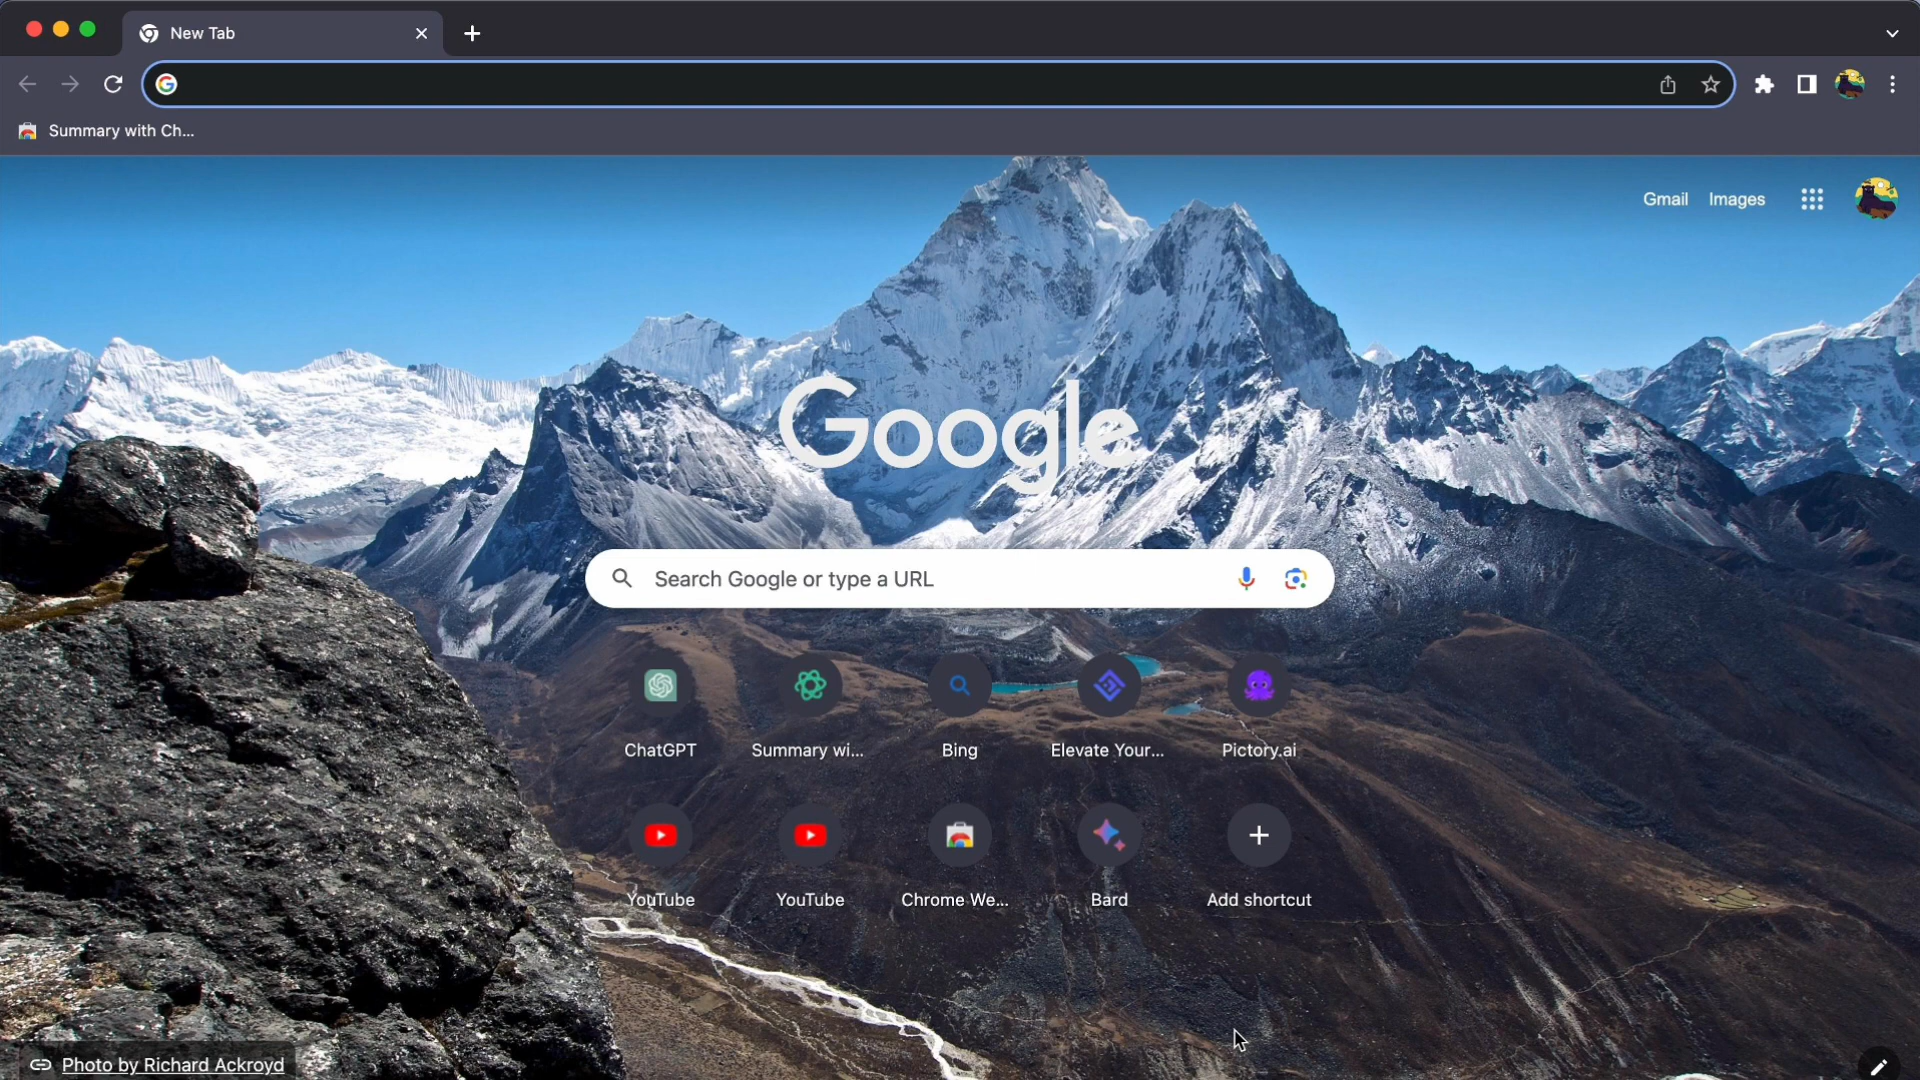 New Tab
Summary with Ch...
Gmail Images
Google
Search Google or type a URL
ChatGPT
Summary wi...
Bing
Elevate Your...
Pictory.ai
YouTube
YouTube
Chrome We...
Bard
Add shortcut
Photo by Richard Ackroyd